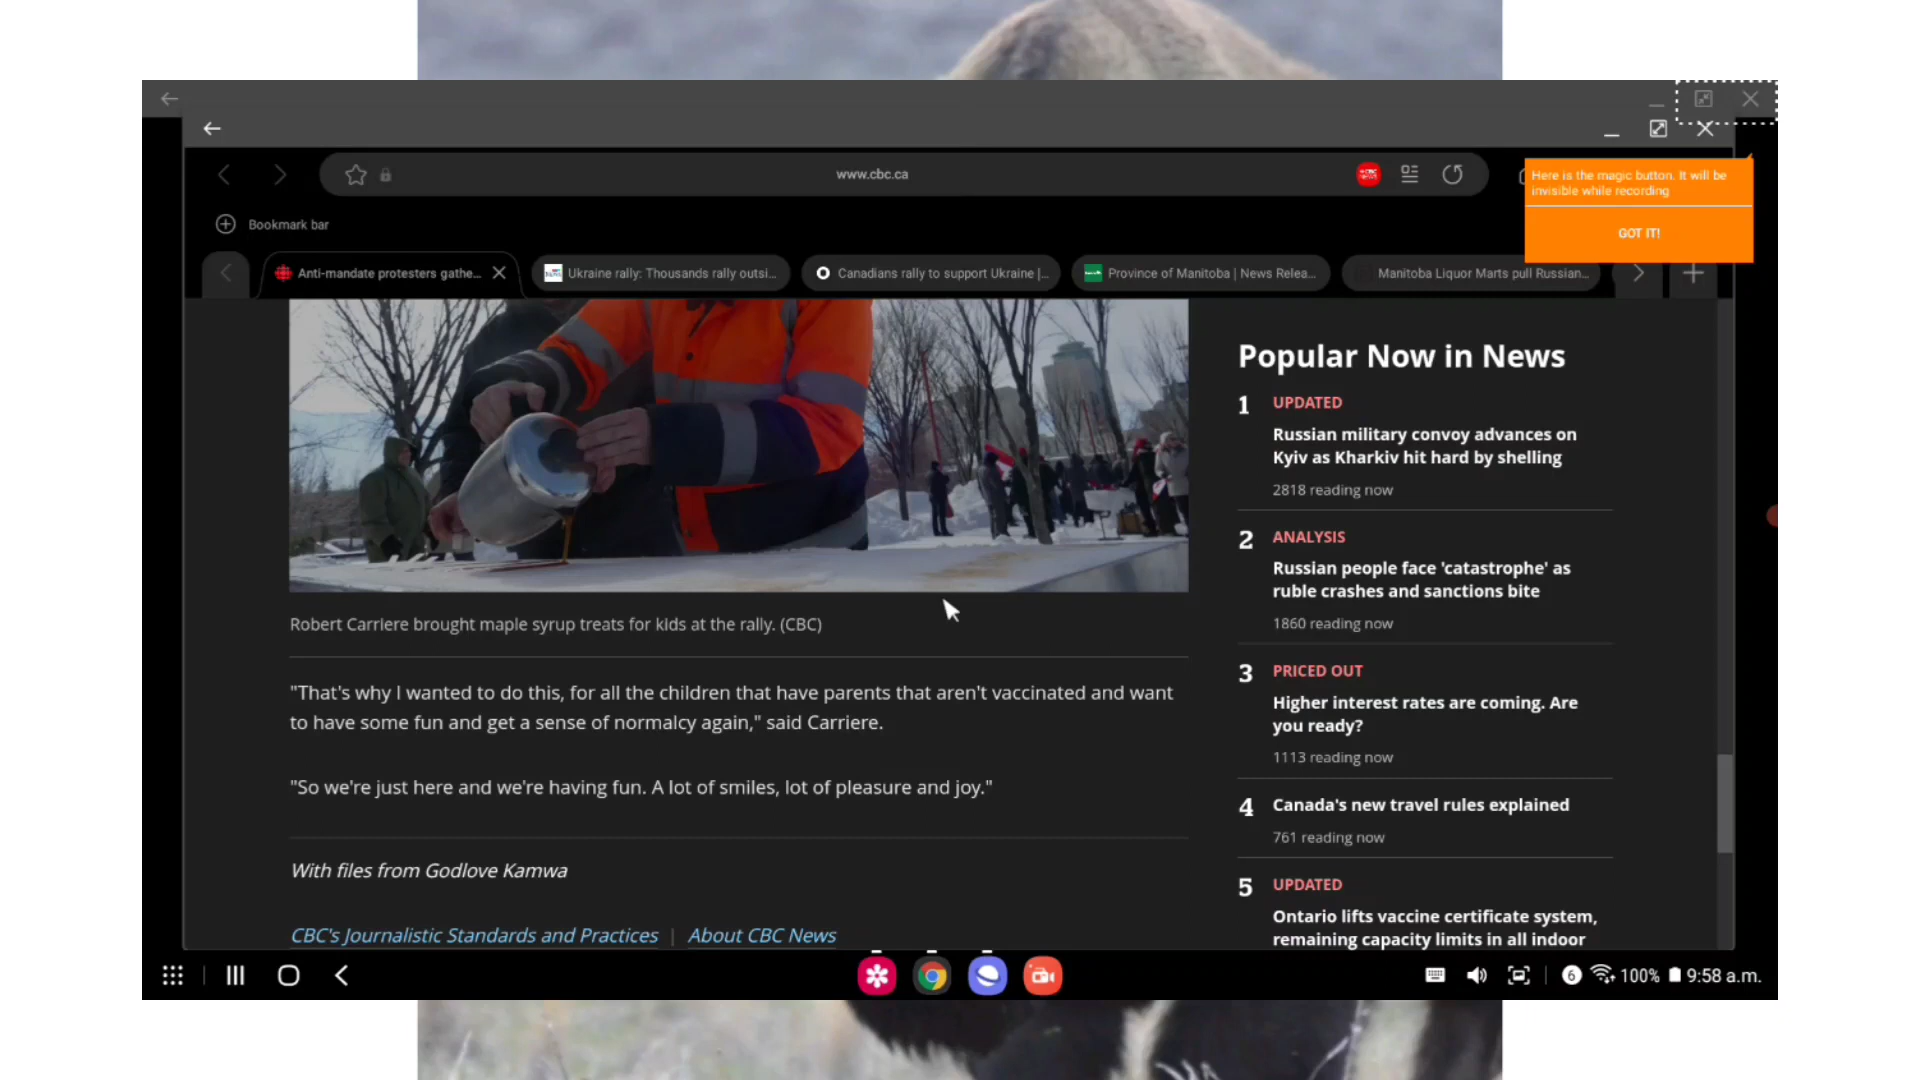 www.cbc.ca
Here is the magic button. It will be
invisible while recording
GOT IT!
Bookmark bar
Anti-mandate protesters gathe...
Ukraine rally: Thousands rally outsi...
Canadians rally to support Ukraine |...
Province of Manitoba | News Relea...
Manitoba Liquor Marts pull Russian...
Robert Carriere brought maple syrup treats for kids at the rally. (CBC)
"That's why I wanted to do this, for all the children that have parents that aren't vaccinated and want
to have some fun and get a sense of normalcy again," said Carriere.
"So we're just here and we're having fun. A lot of smiles, lot of pleasure and joy."
With files from Godlove Kamwa
CBC's Journalistic Standards and Practices | About CBC News
Popular Now in News
1 UPDATED
Russian military convoy advances on
Kyiv as Kharkiv hit hard by shelling
2818 reading now
2 ANALYSIS
Russian people face 'catastrophe' as
ruble crashes and sanctions bite
1860 reading now
3 PRICED OUT
Higher interest rates are coming. Are
you ready?
1113 reading now
4 Canada's new travel rules explained
761 reading now
5 UPDATED
Ontario lifts vaccine certificate system,
remaining capacity limits in all indoor
6 100% 9:58 a.m.